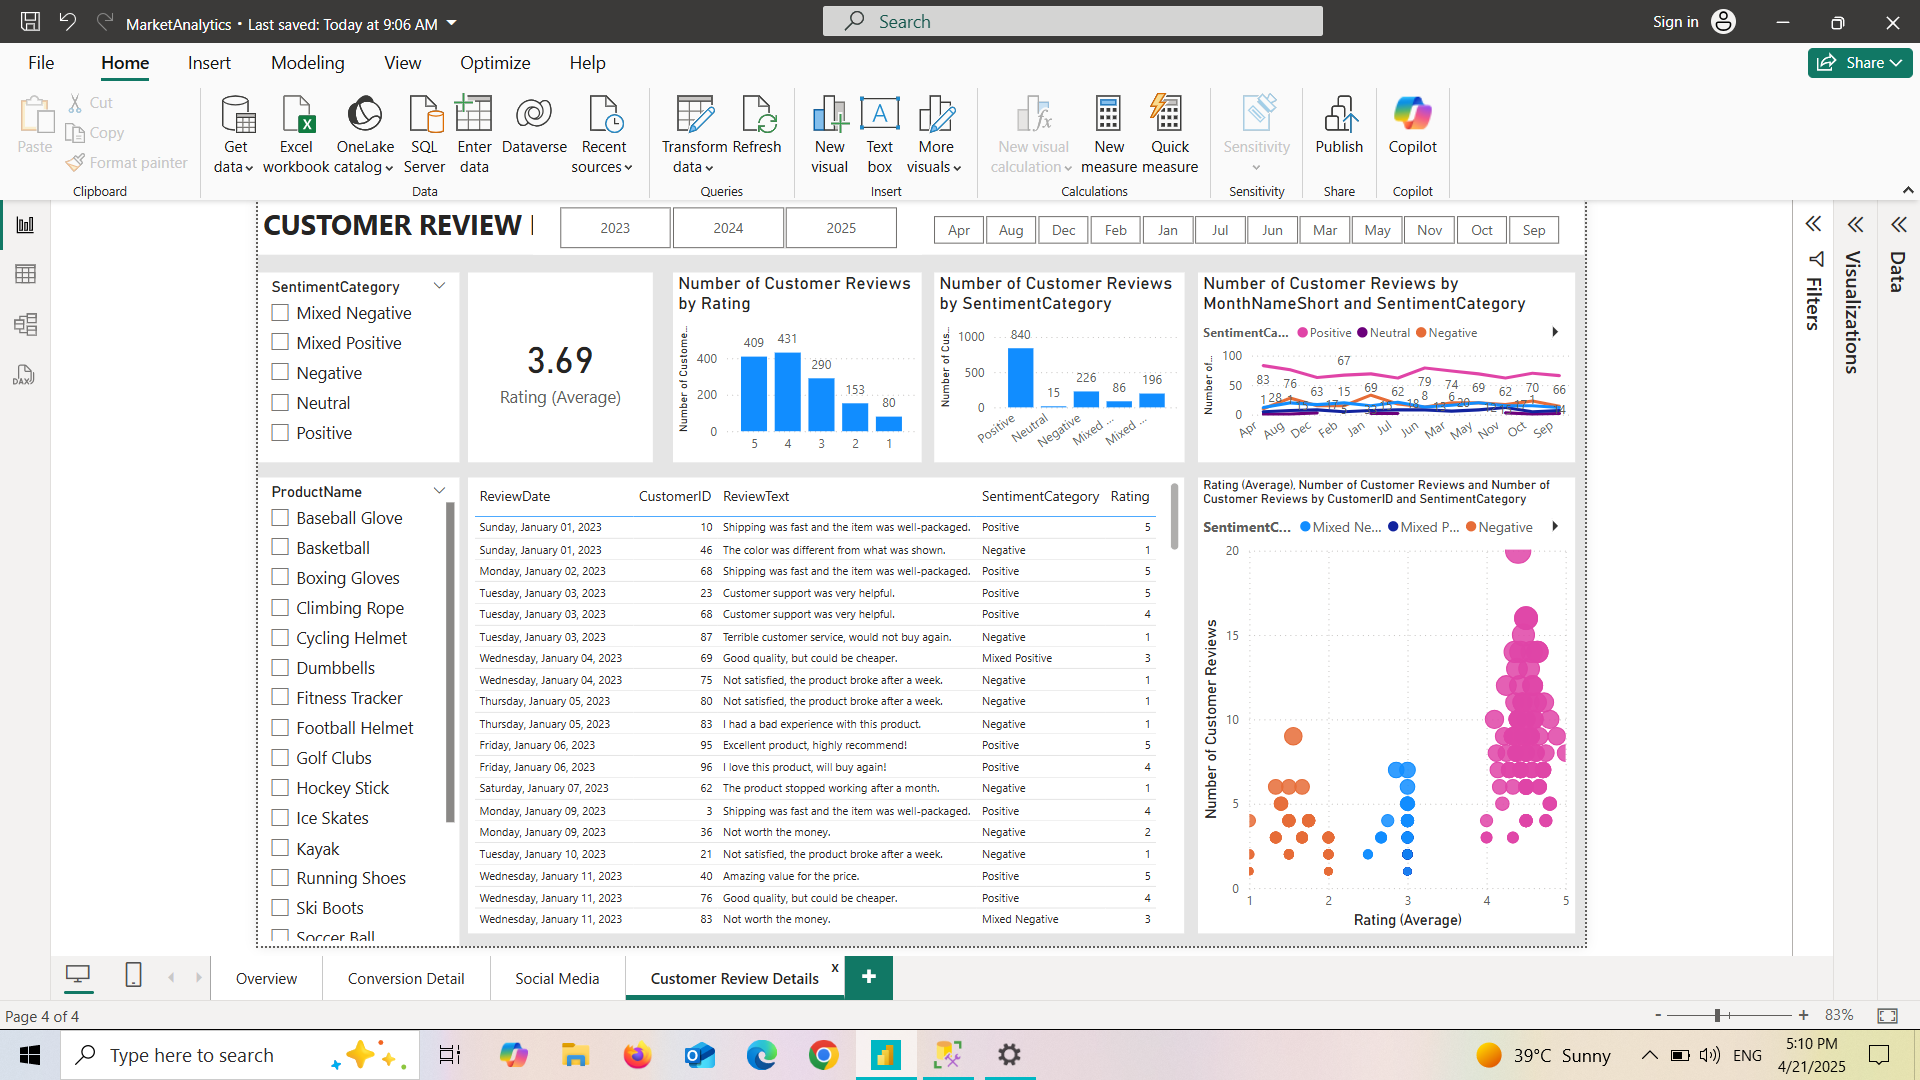 MarketAnalytics • Last saved: Today at 9:06 AM
Search
Sign in
File Home Insert Modeling View Optimize Help
Share
Paste
Cut
Copy
Format painter
Clipboard
Get data
Excel workbook
OneLake catalog
SQL Server
Enter data
Dataverse
Recent sources
Data
Transform data
Refresh
Queries
New visual
Text box
More visuals
Insert
New visual calculation
New measure
Quick measure
Calculations
Sensitivity
Sensitivity
Publish
Share
Copilot
Copilot
DAX
CUSTOMER REVIEW
2023 2024 2025
Apr Aug Dec Feb Jan Jul Jun Mar May Nov Oct Sep
SentimentCategory
Mixed Negative
Mixed Positive
Negative
Neutral
Positive
3.69
Rating (Average)
Number of Customer Reviews
by Rating
Number of Custome...
400
200
0
409 431 290 153 80
5 4 3 2 1
Number of Customer Reviews
by SentimentCategory
Number of Cus...
1000
500
0
840 15 226 86 196
Positive Neutral Negative Mixed ... Mixed ...
Number of Customer Reviews by
MonthNameShort and SentimentCategory
SentimentCa... Positive Neutral Negative
Number of...
100
50
0
83 76 63 67 69 62 79 74 69 62 70 66
Apr Aug Dec Feb Jan Jul Jun Mar May Nov Oct Sep
ProductName
Baseball Glove
Basketball
Boxing Gloves
Climbing Rope
Cycling Helmet
Dumbbells
Fitness Tracker
Football Helmet
Golf Clubs
Hockey Stick
Ice Skates
Kayak
Running Shoes
Ski Boots
Soccer Ball
ReviewDate CustomerID ReviewText SentimentCategory Rating
Sunday, January 01, 2023 10 Shipping was fast and the item was well-packaged. Positive 5
Sunday, January 01, 2023 46 The color was different from what was shown. Negative 1
Monday, January 02, 2023 68 Shipping was fast and the item was well-packaged. Positive 5
Tuesday, January 03, 2023 23 Customer support was very helpful. Positive 5
Tuesday, January 03, 2023 68 Customer support was very helpful. Positive 4
Tuesday, January 03, 2023 87 Terrible customer service, would not buy again. Negative 1
Wednesday, January 04, 2023 69 Good quality, but could be cheaper. Mixed Positive 3
Wednesday, January 04, 2023 75 Not satisfied, the product broke after a week. Negative 1
Thursday, January 05, 2023 80 Not satisfied, the product broke after a week. Negative 1
Thursday, January 05, 2023 83 I had a bad experience with this product. Negative 1
Friday, January 06, 2023 95 Excellent product, highly recommend! Positive 5
Friday, January 06, 2023 96 I love this product, will buy again! Positive 4
Saturday, January 07, 2023 62 The product stopped working after a month. Negative 1
Monday, January 09, 2023 3 Shipping was fast and the item was well-packaged. Positive 4
Monday, January 09, 2023 36 Not worth the money. Negative 2
Tuesday, January 10, 2023 21 Not satisfied, the product broke after a week. Negative 1
Wednesday, January 11, 2023 40 Amazing value for the price. Positive 5
Wednesday, January 11, 2023 76 Good quality, but could be cheaper. Positive 4
Wednesday, January 11, 2023 83 Not worth the money. Mixed Negative 3
Rating (Average), Number of Customer Reviews and Number of
Customer Reviews by CustomerID and SentimentCategory
SentimentC... Mixed Ne... Mixed P... Negative
Number of Customer Reviews
20
15
10
5
0
1 2 3 4 5
Rating (Average)
Filters
Visualizations
Data
Overview Conversion Detail Social Media Customer Review Details x +
Page 4 of 4
- + 83%
Type here to search
39°C Sunny
ENG
5:10 PM
4/21/2025